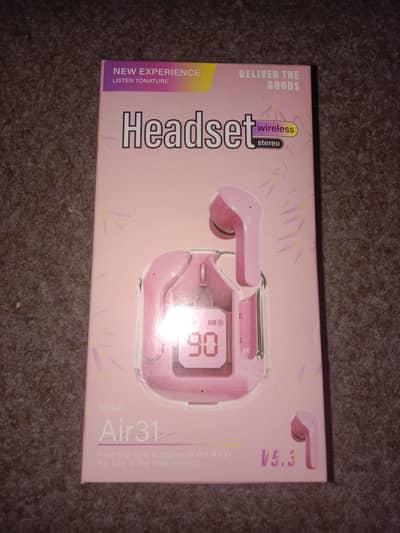 NEW EXPERIENCE
LISTEN TONATURE
DELIVER THE
GOODS
Headset
wireless
stereo
90
Air31
V5.3